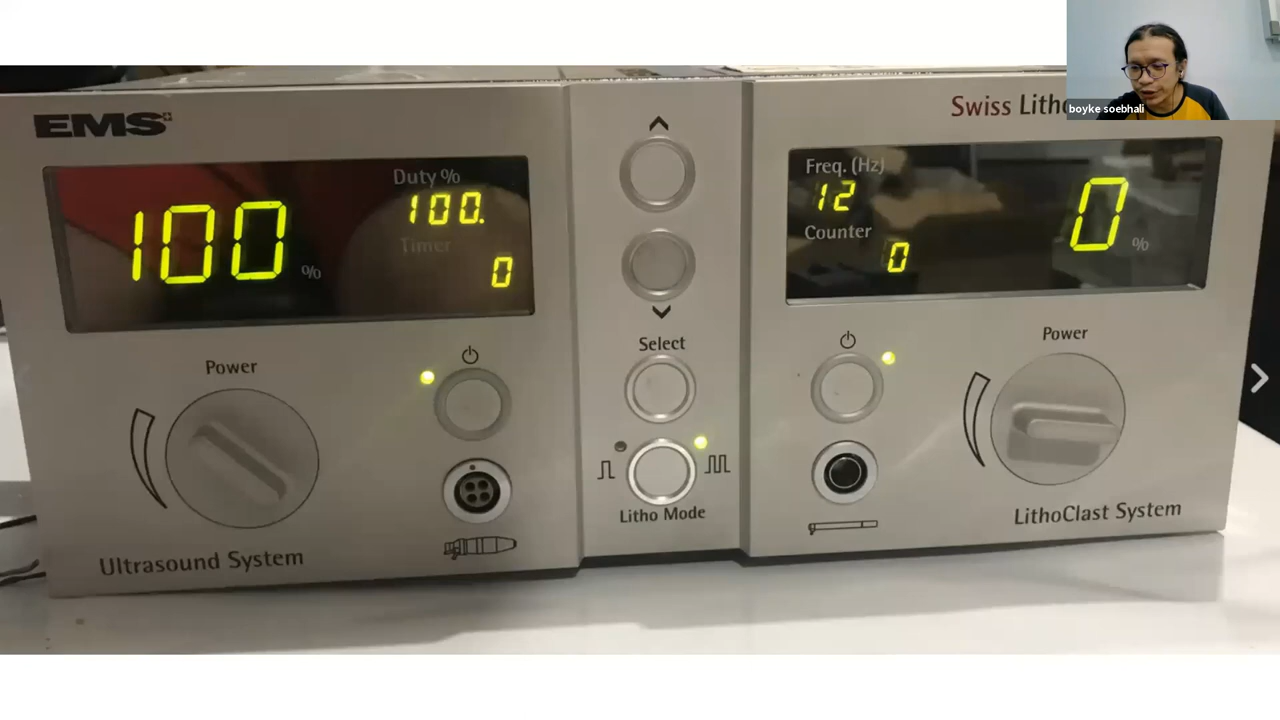 EMS
Swiss Litho
boyke soebhali
Duty %
100 %
100.
Timer
0
Freq. (Hz)
12
Counter
0
0 %
Select
Power
Power
Litho Mode
Ultrasound System
LithoClast System